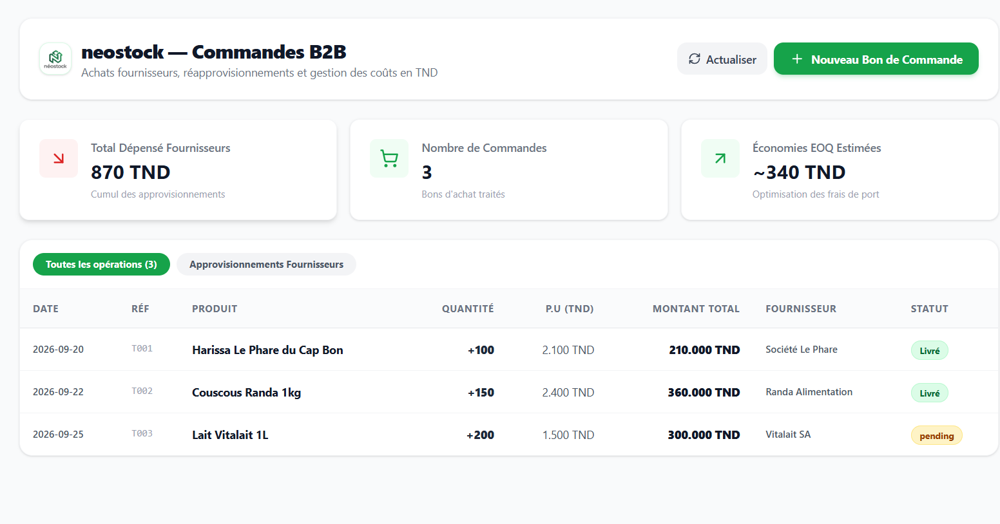 néostock
neostock — Commandes B2B
Achats fournisseurs, réapprovisionnements et gestion des coûts en TND
Actualiser
+ Nouveau Bon de Commande
Total Dépensé Fournisseurs
870 TND
Cumul des approvisionnements
Nombre de Commandes
3
Bons d'achat traités
Économies EOQ Estimées
~340 TND
Optimisation des frais de port
Toutes les opérations (3) Approvisionnements Fournisseurs
DATE RÉF PRODUIT QUANTITÉ P.U (TND) MONTANT TOTAL FOURNISSEUR STATUT
2026-09-20 T001 Harissa Le Phare du Cap Bon +100 2.100 TND 210.000 TND Société Le Phare Livré
2026-09-22 T002 Couscous Randa 1kg +150 2.400 TND 360.000 TND Randa Alimentation Livré
2026-09-25 T003 Lait Vitalait 1L +200 1.500 TND 300.000 TND Vitalait SA pending